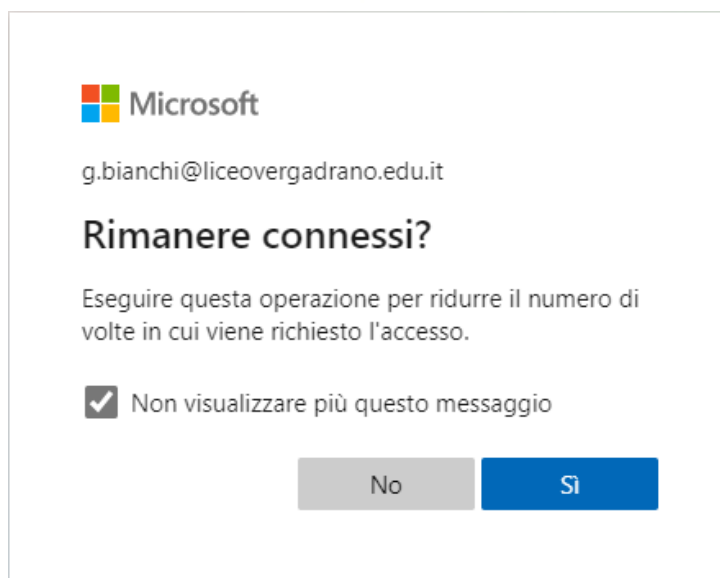 Microsoft
g.bianchi@liceovergadrano.edu.it
Rimanere connessi?
Eseguire questa operazione per ridurre il numero di
volte in cui viene richiesto l'accesso.
Non visualizzare più questo messaggio
No
Sì